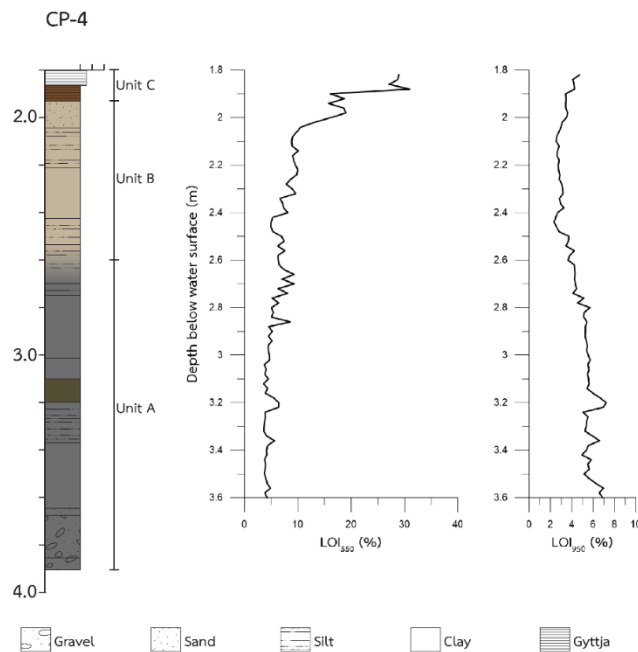 CP-4
2.0
3.0
4.0
Unit C
Unit B
Unit A
Depth below water surface (m)
1.8
2
2.2
2.4
2.6
2.8
3
3.2
3.4
3.6
0
10
20
30
40
LOI550 (%)
1.8
2
2.2
2.4
2.6
2.8
3
3.2
3.4
3.6
0
2
4
6
8
10
LOI950 (%)
Gravel
Sand
Silt
Clay
Gyttja